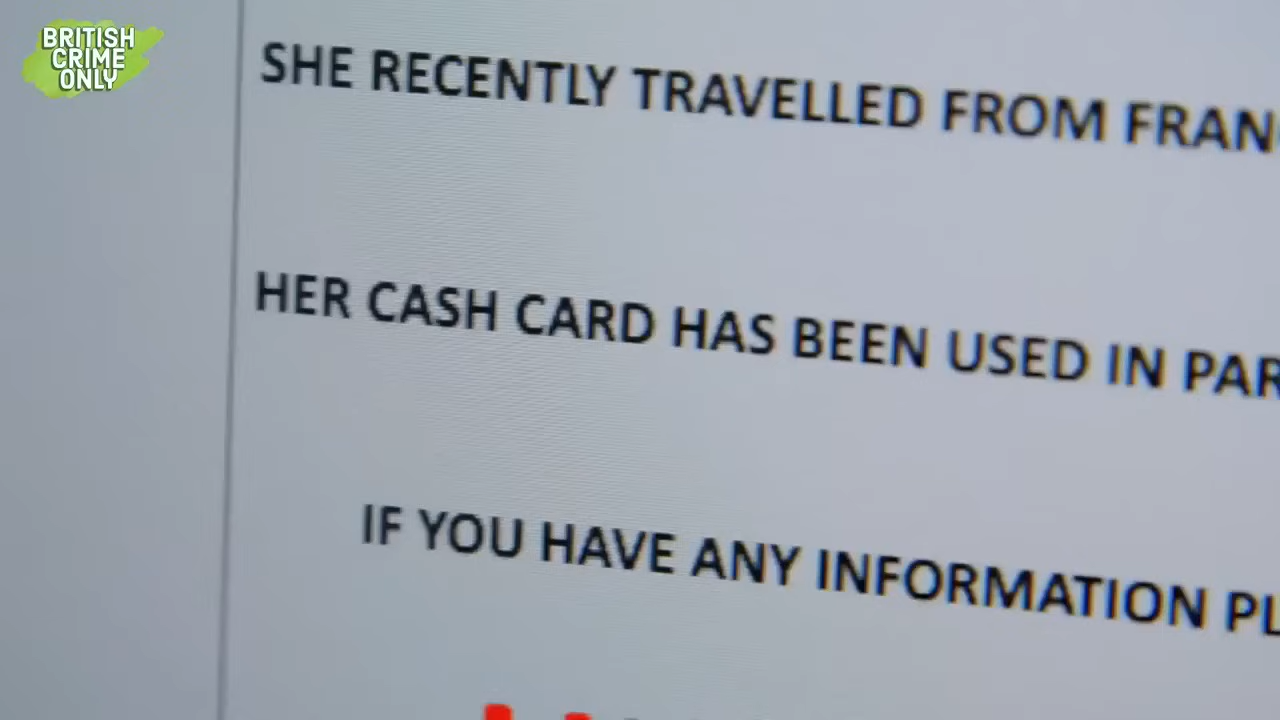 BRITISH
CRIME
ONLY
SHE RECENTLY TRAVELLED FROM
HER CASH CARD HAS BEEN USED IN
IF YOU HAVE ANY INFORMATION